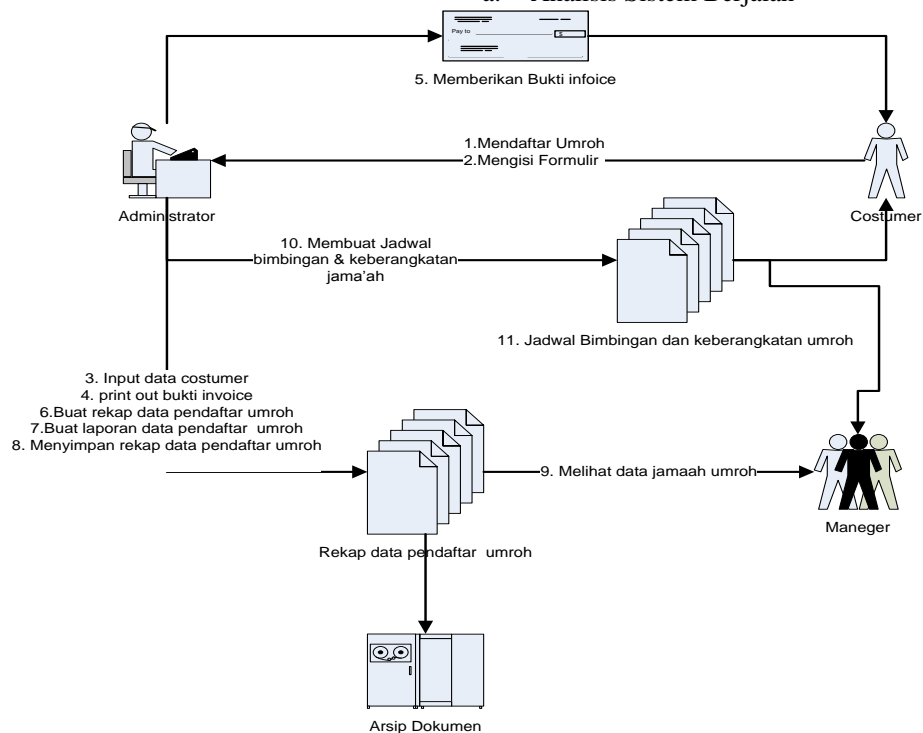 a. Analisis Sistem Berjalan
Pay to
$
5. Memberikan Bukti infoice
1.Mendaftar Umroh
2.Mengisi Formulir
Administrator
Costumer
10. Membuat Jadwal
bimbingan & keberangkatan
jama'ah
11. Jadwal Bimbingan dan keberangkatan umroh
3. Input data costumer
4. print out bukti invoice
6.Buat rekap data pendaftar umroh
7.Buat laporan data pendaftar umroh
8. Menyimpan rekap data pendaftar umroh
9. Melihat data jamaah umroh
Maneger
Rekap data pendaftar umroh
Arsip Dokumen